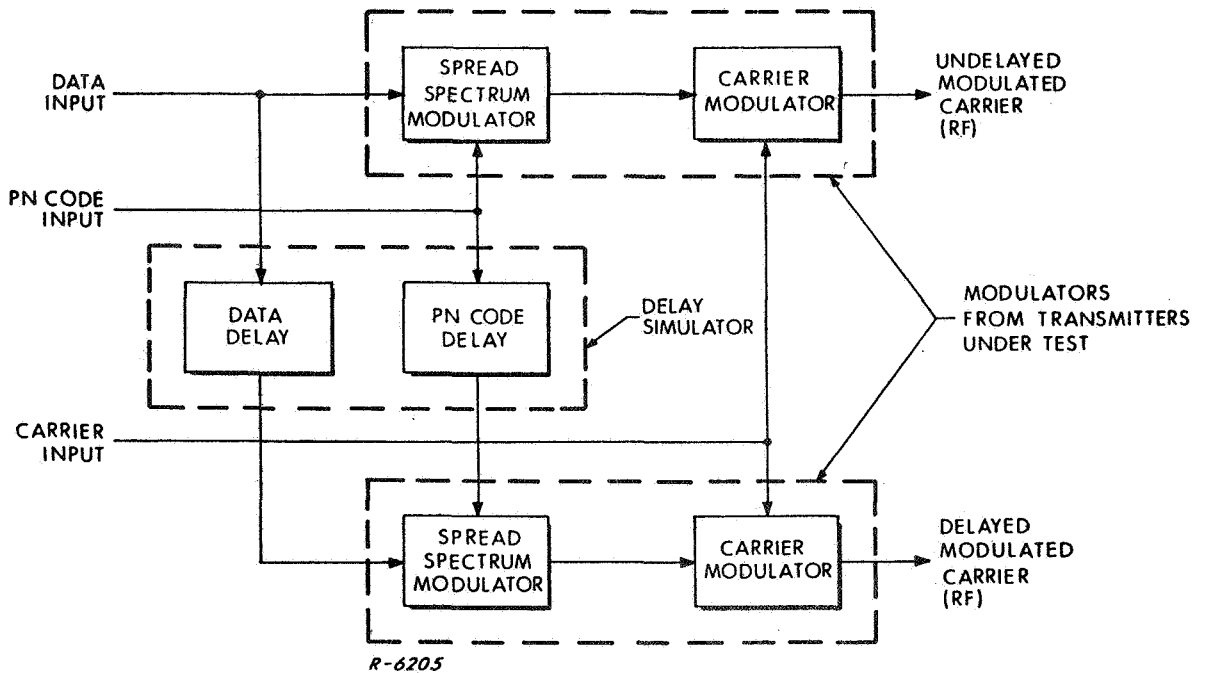 DATA
INPUT
SPREAD
SPECTRUM
MODULATOR
CARRIER
MODULATOR
UNDELAYED
MODULATED
CARRIER
(RF)
PN CODE
INPUT
DATA
DELAY
PN CODE
DELAY
DELAY
SIMULATOR
MODULATORS
FROM TRANSMITTERS
UNDER TEST
CARRIER
INPUT
SPREAD
SPECTRUM
MODULATOR
CARRIER
MODULATOR
DELAYED
MODULATED
CARRIER
(RF)
R-6205